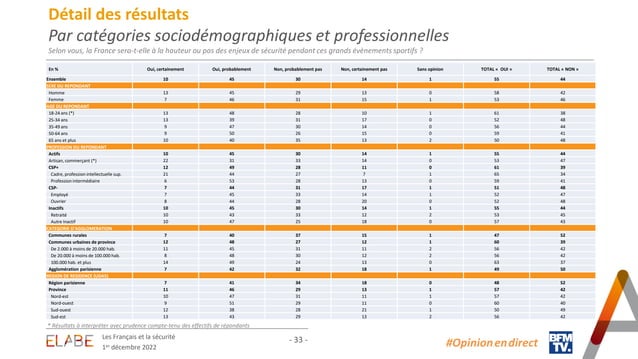 Détail des résultats
Par catégories sociodémographiques et professionnelles
Selon vous, la France sera-t-elle à la hauteur ou pas des enjeux de sécurité pendant ces grands événements sportifs ?
En % Oui, certainement Oui, probablement Non, probablement pas Non, certainement pas Sans opinion TOTAL « OUI » TOTAL « NON »
Ensemble 10 45 30 14 1 55 44
SEXE DU REPONDANT
Homme 13 45 29 13 0 58 42
Femme 7 46 31 15 1 53 46
AGE DU REPONDANT
18-24 ans (*) 13 48 28 10 1 61 38
25-34 ans 13 39 31 17 0 52 48
35-49 ans 9 47 30 14 0 56 44
50-64 ans 9 50 26 15 0 59 41
65 ans et plus 10 40 35 13 2 50 48
PROFESSION DU REPONDANT
Actifs 10 45 30 14 1 55 44
Artisan, commerçant (*) 22 31 33 14 0 53 47
CSP+ 12 49 28 11 0 61 39
Cadre, profession intellectuelle sup. 21 44 27 7 1 65 34
Profession intermédiaire 6 53 28 13 0 59 41
CSP- 7 44 31 17 1 51 48
Employé 7 45 33 14 1 52 47
Ouvrier 8 44 28 20 0 52 48
Inactifs 10 45 30 14 1 55 44
Retraité 10 43 33 12 2 53 45
Autre inactif 10 47 25 18 0 57 43
CATEGORIE D'AGGLOMERATION
Communes rurales 7 40 37 15 1 47 52
Communes urbaines de province 12 48 27 12 1 60 39
De 2.000 à moins de 20.000 hab. 11 45 31 11 2 56 42
De 20.000 à moins de 100.000 hab. 8 48 30 12 2 56 42
100.000 hab. et plus 14 49 24 13 0 63 37
Agglomération parisienne 7 42 32 18 1 49 50
REGION DE RESIDENCE (UDA5)
Région parisienne 7 41 34 18 0 48 52
Province 11 46 29 13 1 57 42
Nord-est 10 47 31 11 1 57 42
Nord-ouest 9 51 29 11 0 60 40
Sud-ouest 12 38 28 21 1 50 49
Sud-est 13 43 29 13 2 56 42
* Résultats à interpréter avec prudence compte tenu des effectifs de répondants
ELABE
Les Français et la sécurité
1er décembre 2022
- 33 -
#Opinion en direct
BFM
TV.